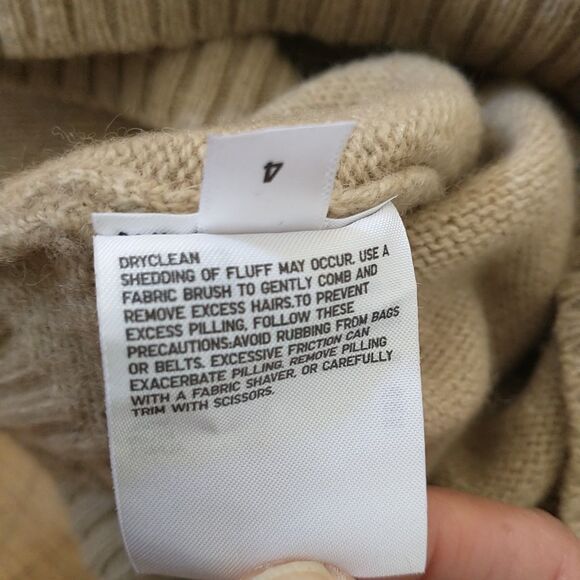 4
DRYCLEAN
SHEDDING OF FLUFF MAY OCCUR. USE A
FABRIC BRUSH TO GENTLY COMB AND
REMOVE EXCESS HAIRS.TO PREVENT
EXCESS PILLING, FOLLOW THESE
PRECAUTIONS:AVOID RUBBING FROM BAGS
OR BELTS. EXCESSIVE FRICTION CAN
EXACERBATE PILLING. REMOVE PILLING
WITH A FABRIC SHAVER, OR CAREFULLY
TRIM WITH SCISSORS.